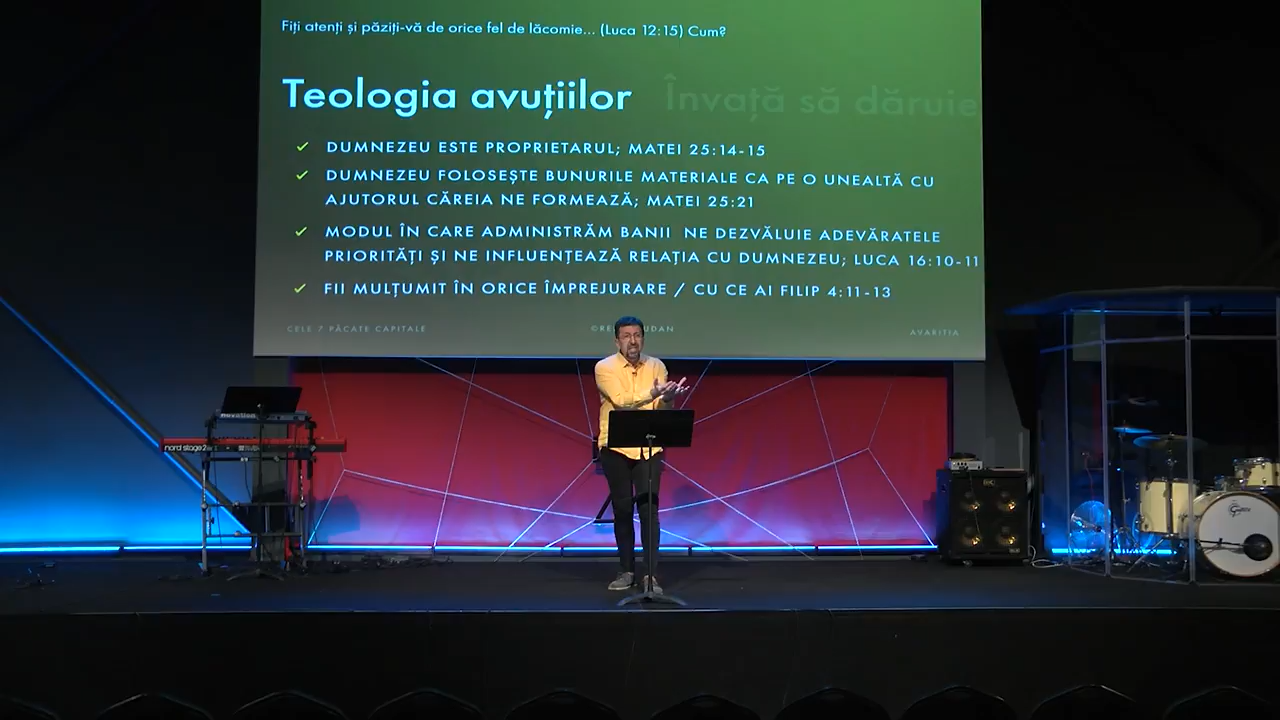 Fiți atenți și păziți-vă de orice fel de lăcomie... (Luca 12:15) Cum?
Teologia avuțiilor Învață să dăruie
DUMNEZEU ESTE PROPRIETARUL; MATEI 25:14-15
DUMNEZEU FOLOSEȘTE BUNURILE MATERIALE CA PE O UNEALTĂ CU
AJUTORUL CĂREIA NE FORMEAZĂ; MATEI 25:21
MODUL ÎN CARE ADMINISTRĂM BANII NE DEZVĂLUIE ADEVĂRATELE
PRIORITĂȚI ȘI NE INFLUENȚEAZĂ RELAȚIA CU DUMNEZEU; LUCA 16:10-11
FII MULȚUMIT ÎN ORICE ÎMPREJURARE / CU CE AI FILIP 4:11-13
CELE 7 PĂCATE CAPITALE
AVARITIA
novation
nord stage 2